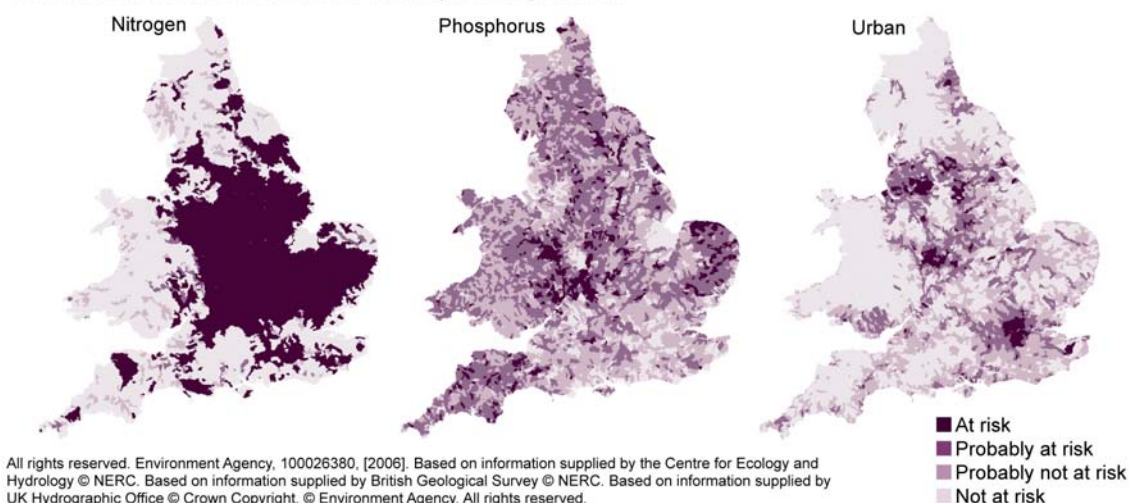 Nitrogen
Phosphorus
Urban
At risk
Probably at risk
Probably not at risk
Not at risk
All rights reserved. Environment Agency, 100026380, [2006]. Based on information supplied by the Centre for Ecology and
Hydrology © NERC. Based on information supplied by British Geological Survey © NERC. Based on information supplied by
UK Hydrographic Office © Crown Copyright. © Environment Agency. All rights reserved.